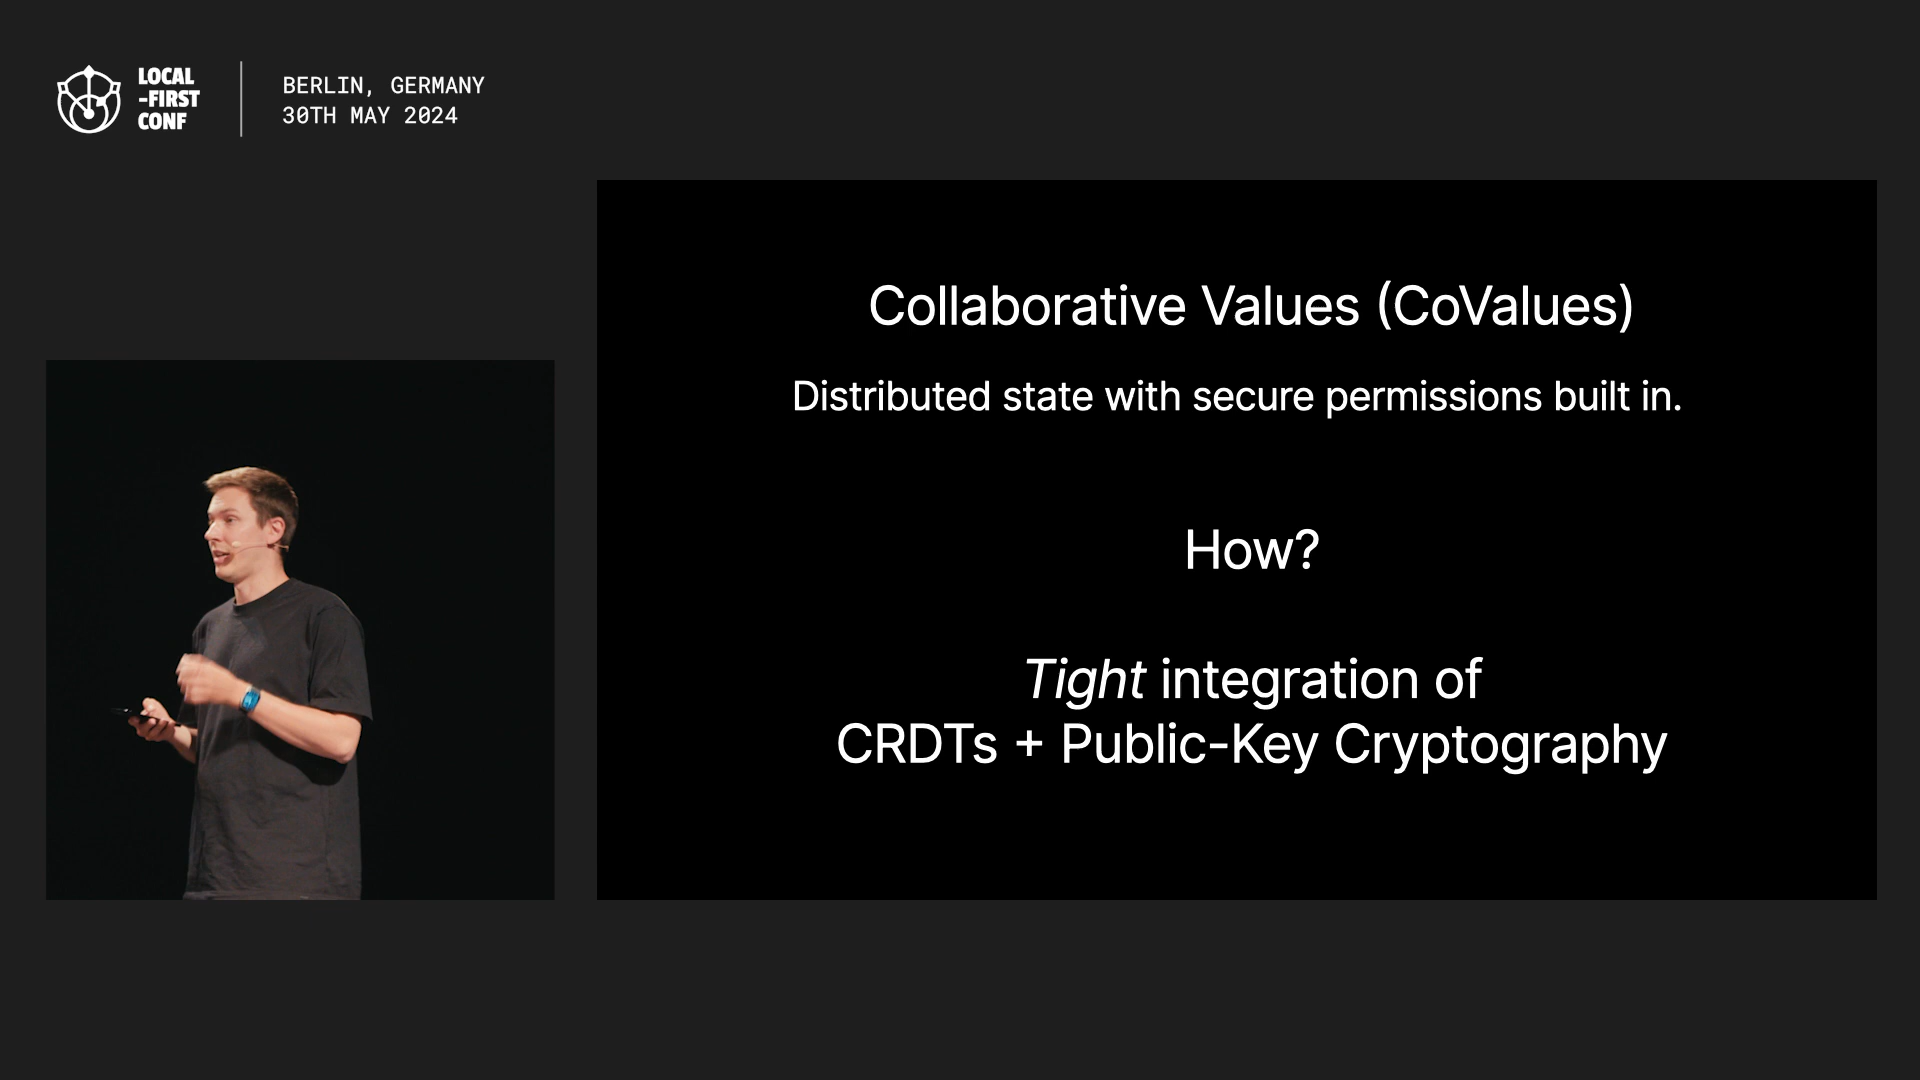 LOCAL
-FIRST
CONF
BERLIN, GERMANY
30TH MAY 2024
Collaborative Values (CoValues)
Distributed state with secure permissions built in.
How?
Tight integration of
CRDTs + Public-Key Cryptography